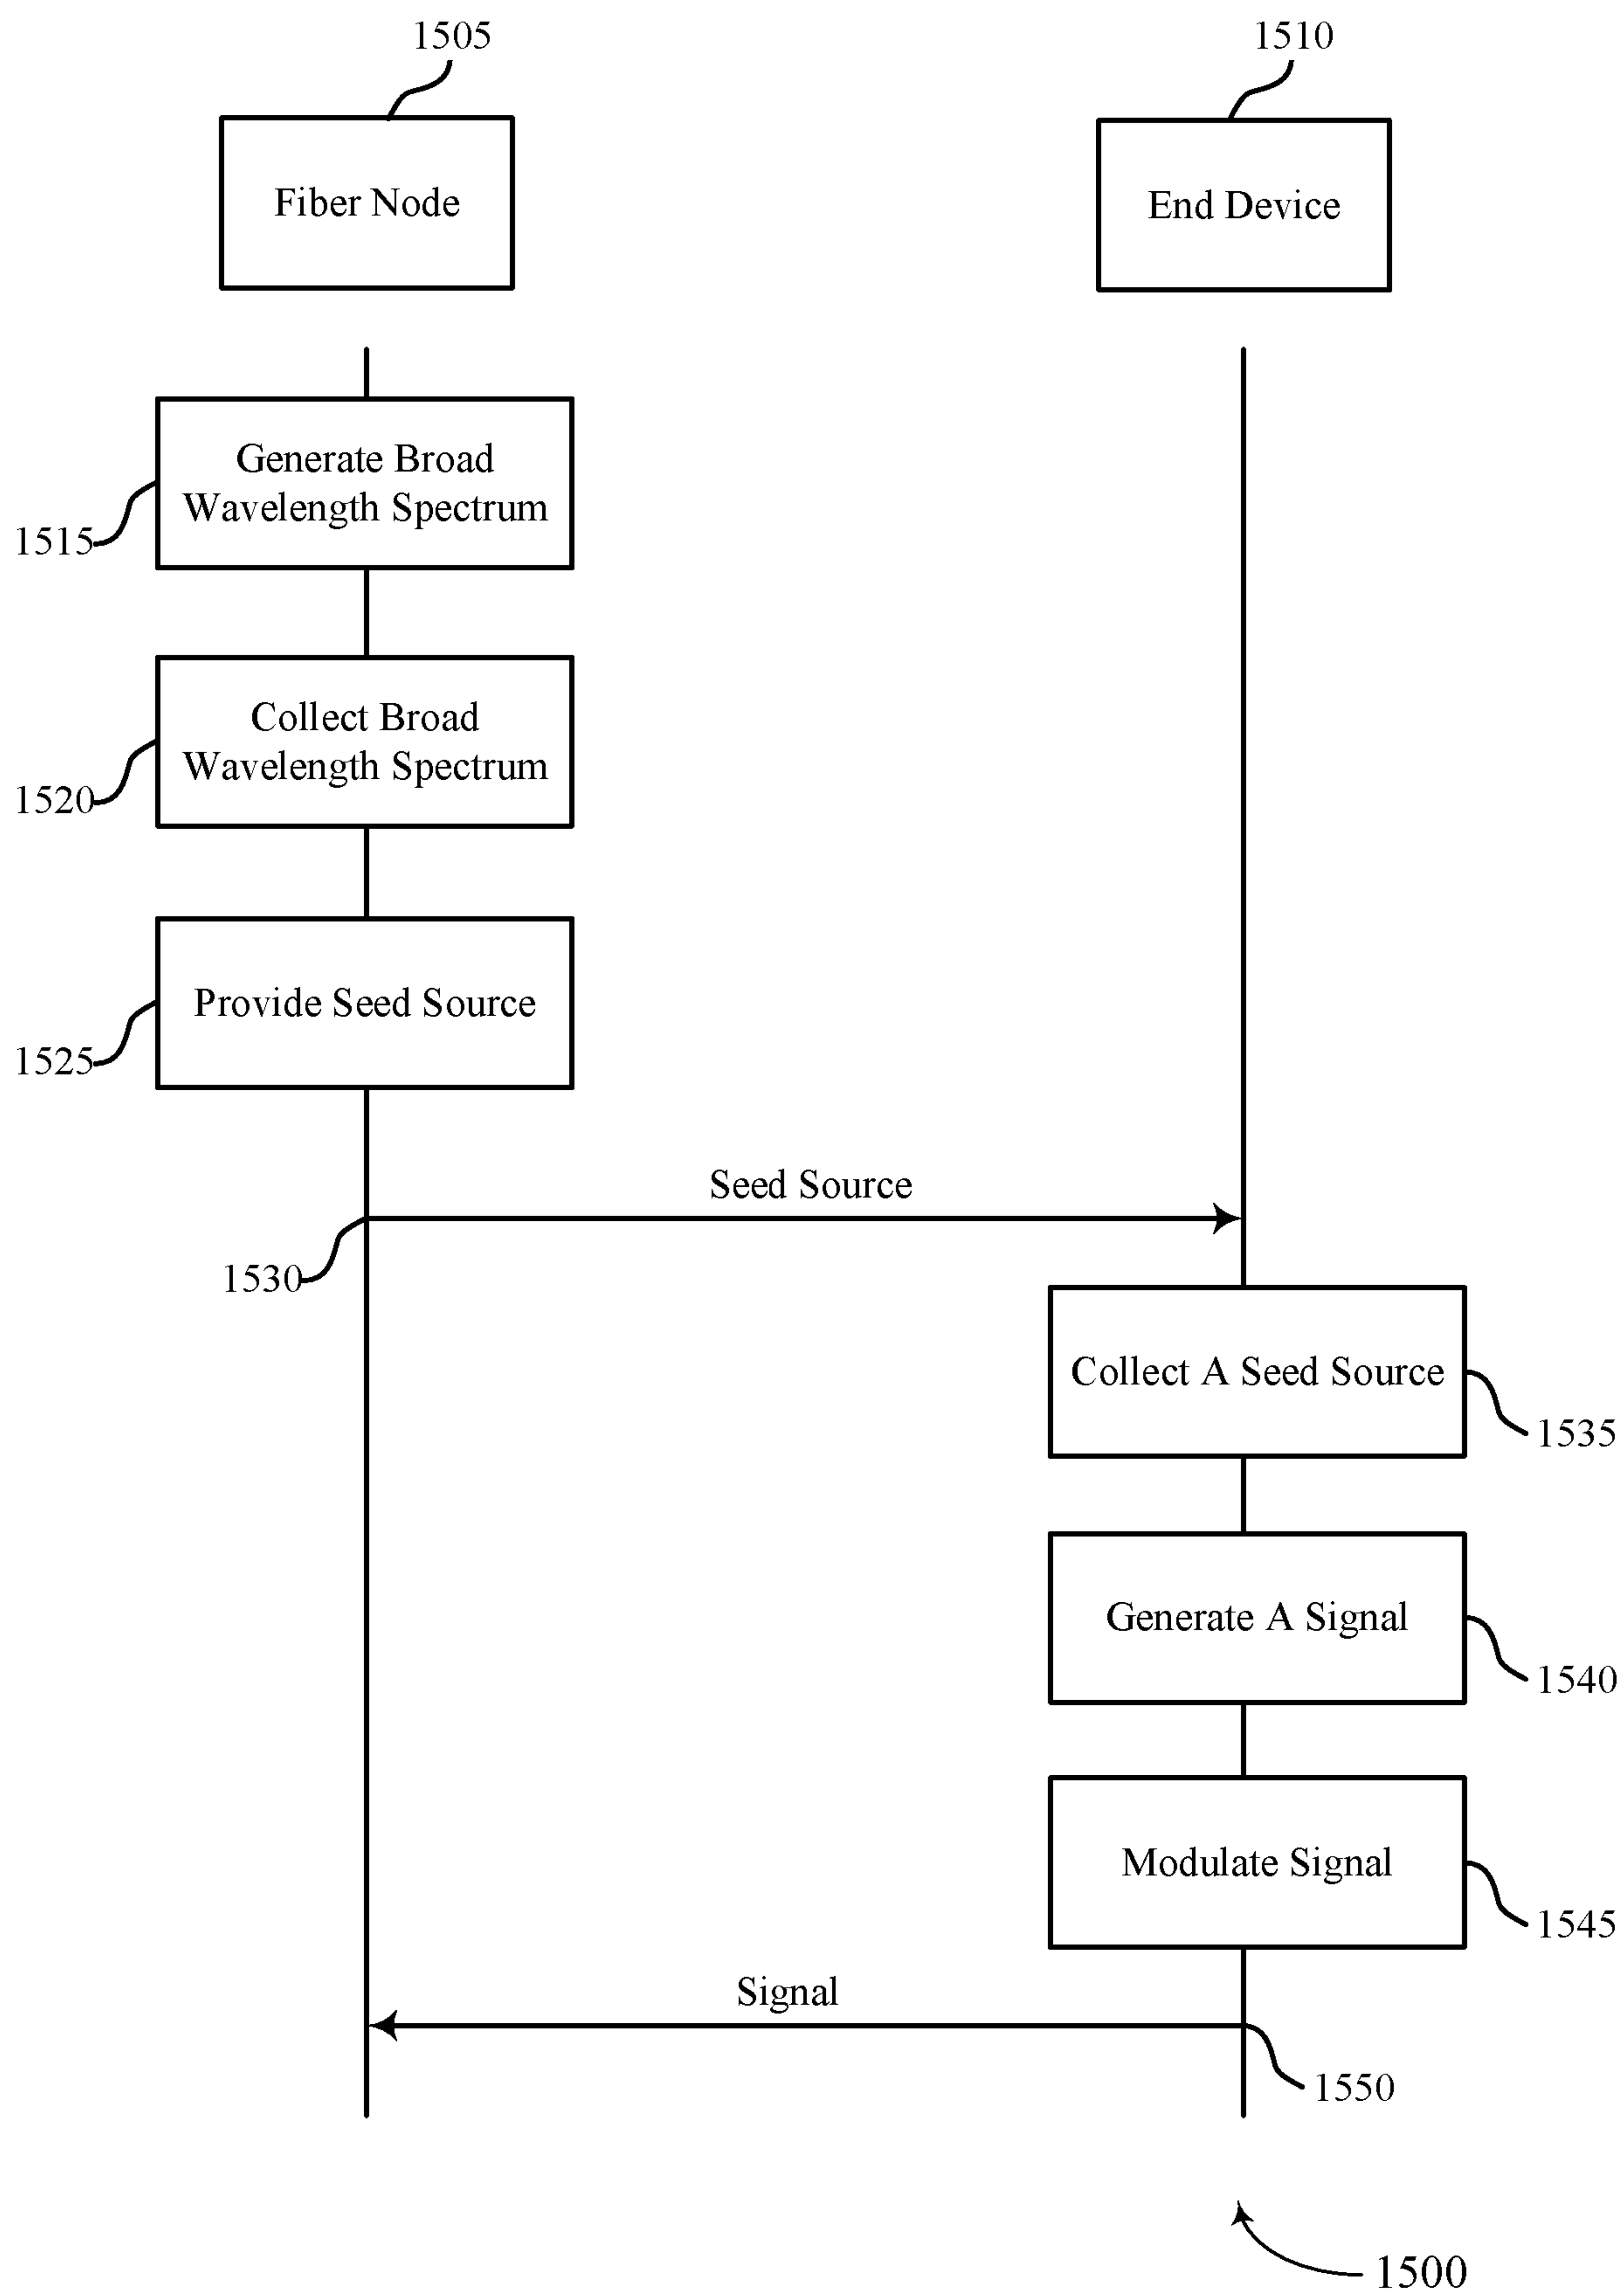 1505
1510
Fiber Node
End Device
Generate Broad
Wavelength Spectrum
1515
Collect Broad
Wavelength Spectrum
1520
Provide Seed Source
1525
Seed Source
1530
Collect A Seed Source
1535
Generate A Signal
1540
Modulate Signal
1545
Signal
1550
1500